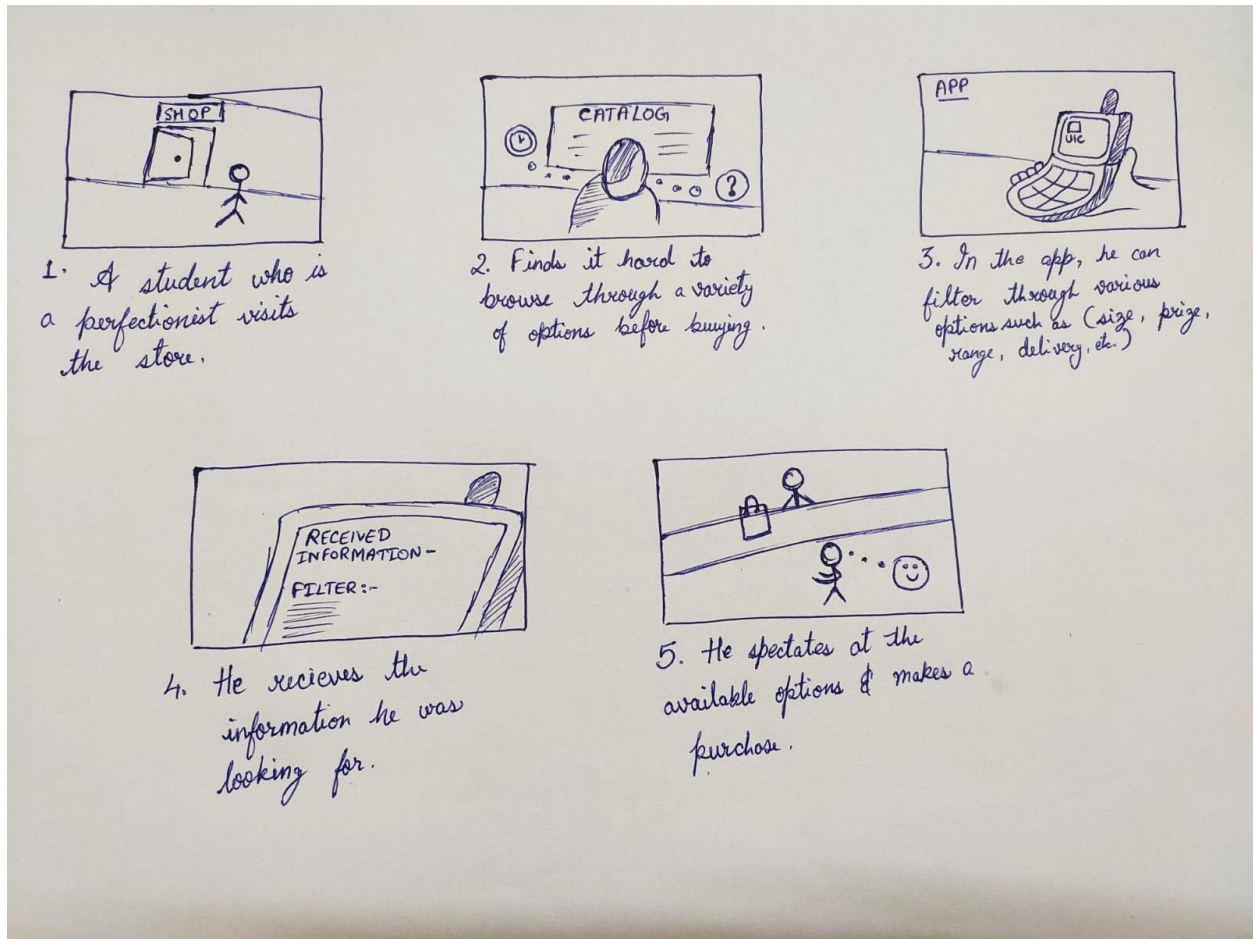 SHOP
1. A student who is
a perfectionist visits
the store.
CATALOG
?
2. Finds it hard to
browse through a variety
of options before buying.
APP
UIC
3. In the app, he can
filter through various
options such as (size, prize,
range, delivery, etc.)
RECEIVED
INFORMATION-
FILTER:-
4. He recieves the
information he was
looking for.
5. He spectates at the
available options & makes a
purchase.